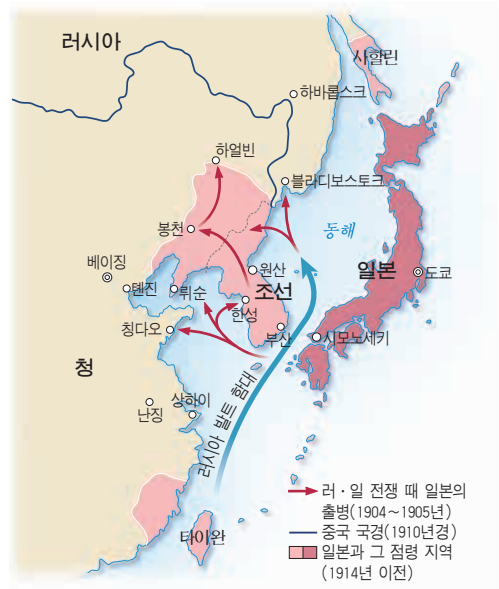 러시아
사할린
하바롭스크
하얼빈
블라디보스토크
봉천
동해
베이징
원산
일본
톈진
뤼순
조선
도쿄
한성
칭다오
부산
시모노세키
청
상하이
난징
러시아 발트 함대
타이완
러·일 전쟁 때 일본의
출병(1904～1905년)
중국 국경(1910년경)
일본과 그 점령 지역
(1914년 이전)